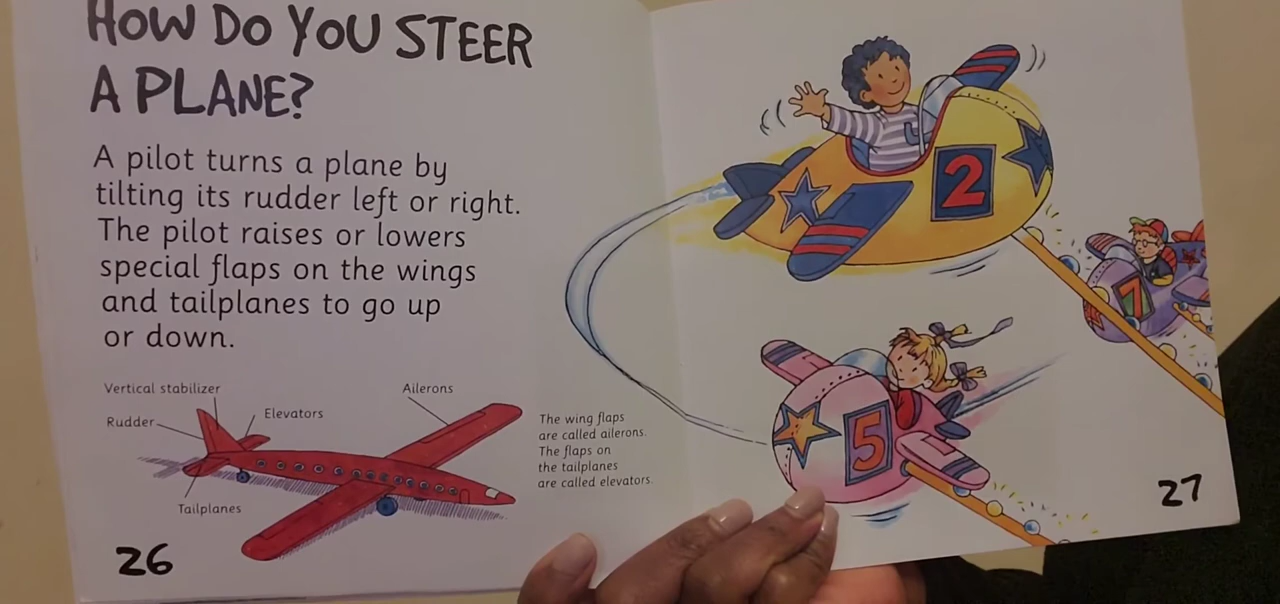 HOW DO YOU STEER
A PLANE?
A pilot turns a plane by
tilting its rudder left or right.
The pilot raises or lowers
special flaps on the wings
and tailplanes to go up
or down.
Vertical stabilizer
Rudder
Elevators
Ailerons
Tailplanes
The wing flaps
are called ailerons.
The flaps on
the tailplanes
are called elevators.
26
2
7
5
27